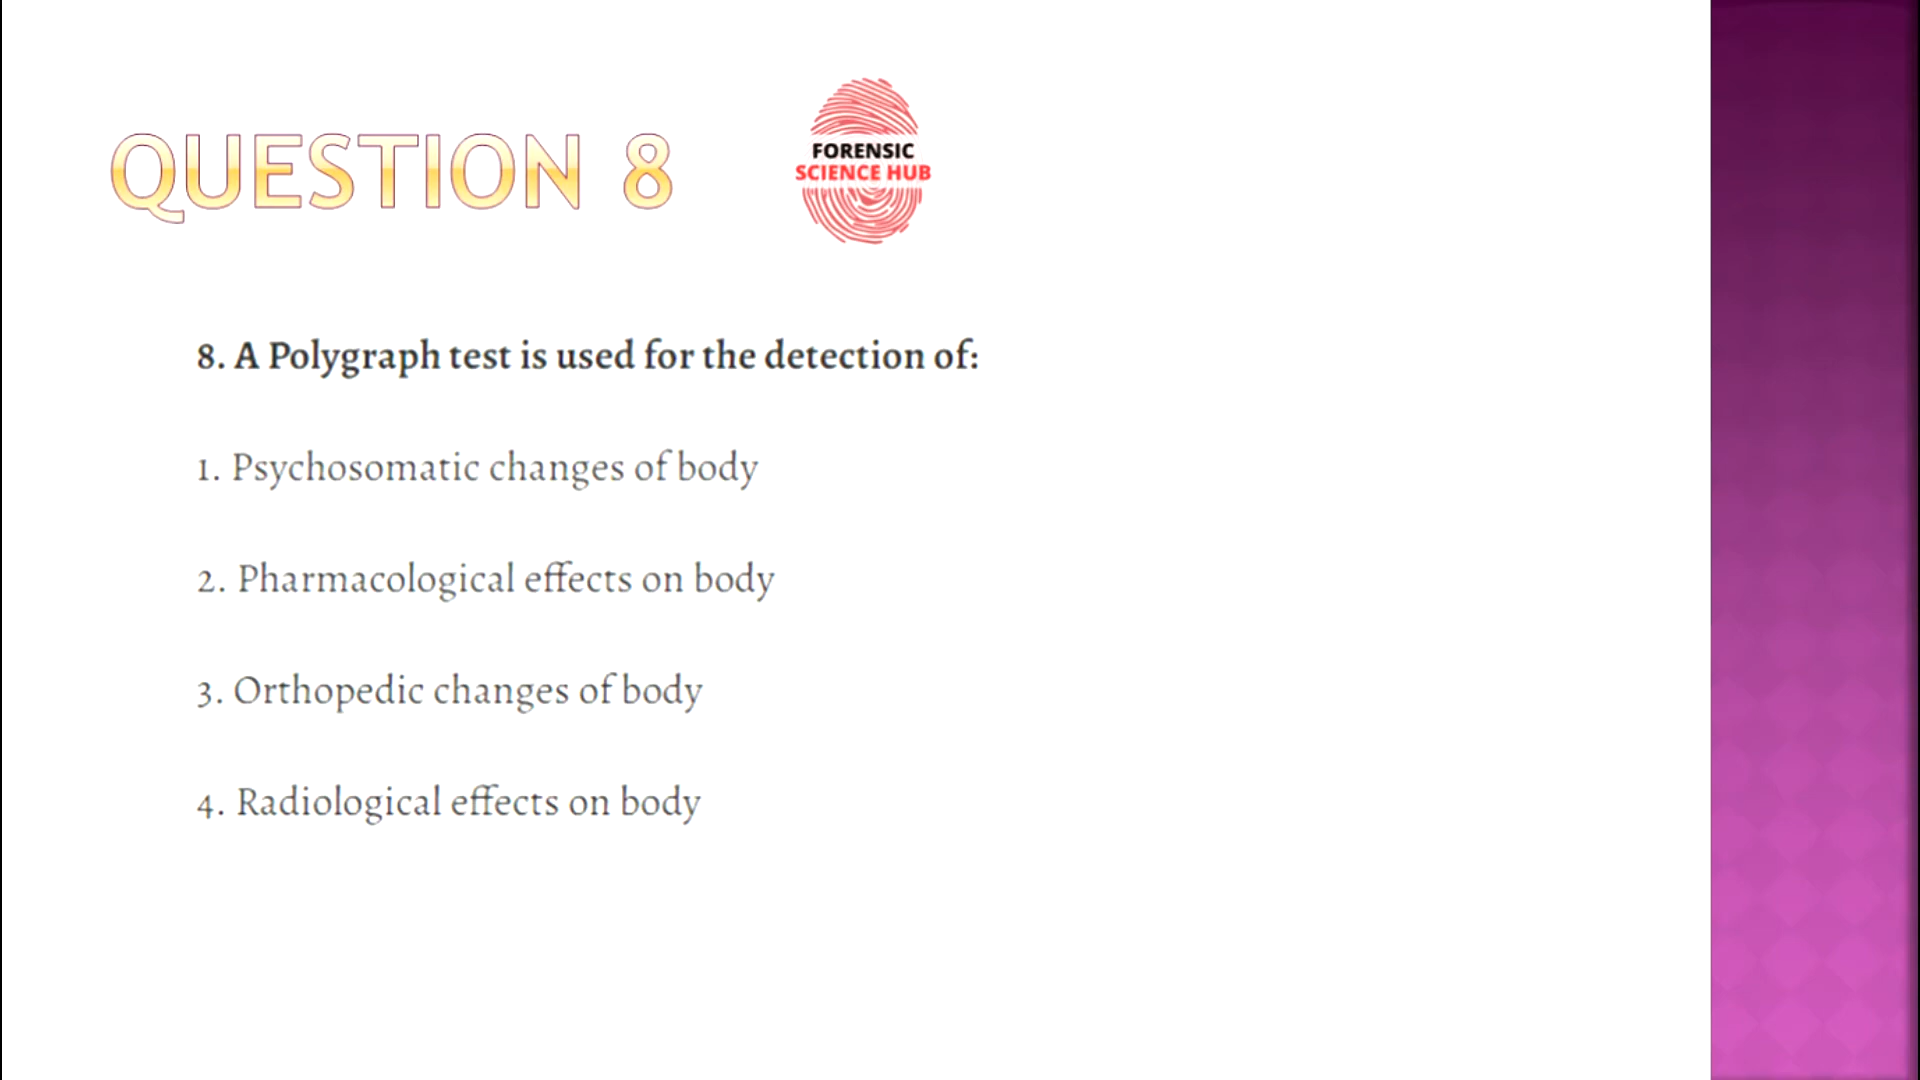 QUESTION 8
FORENSIC
SCIENCE HUB
8. A Polygraph test is used for the detection of:
1. Psychosomatic changes of body
2. Pharmacological effects on body
3. Orthopedic changes of body
4. Radiological effects on body